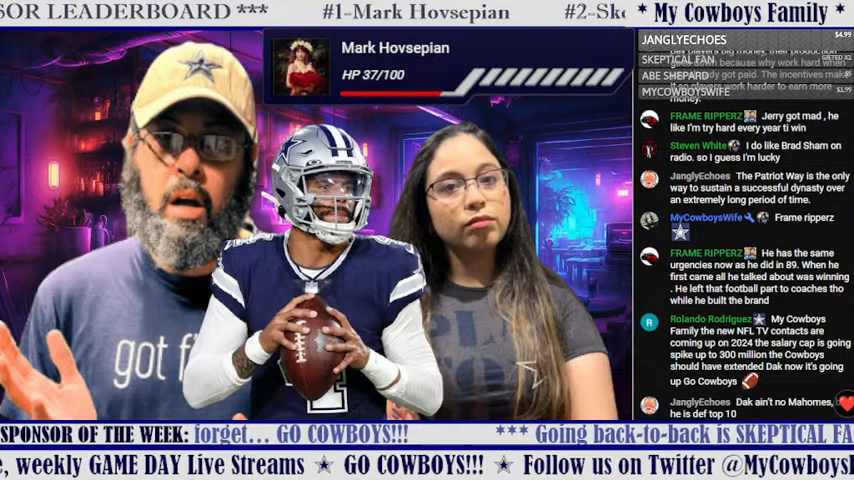 SOR LEADERBOARD *** #1-Mark Hovsepian #2-Sk
* My Cowboys Family *
Mark Hovsepian
HP 37/100
got f
JANGLYECHOES $4.99
SKEPTICAL FAN GIFTED X1
ABE SHEPARD $5
MYCOWBOYSWIFE $1.99
money.
FRAME RIPPERZ Jerry got mad , he
like I'm try hard every year ti win
Steven White I do like Brad Sham on
radio. so I guess I'm lucky
JanglyEchoes The Patriot Way is the only
way to sustain a successful dynasty over
an extremely long period of time.
MyCowboysWife Frame ripperz
FRAME RIPPERZ He has the same
urgencies now as he did in 89. When he
first came all he talked about was winning
. He left that football part to coaches tho
while he built the brand
R Rolando Rodriguez My Cowboys
Family the new NFL TV contacts are
coming up on 2024 the salary cap is going
spike up to 300 million the Cowboys
should have extended Dak now it's going
up Go Cowboys
JanglyEchoes Dak ain't no Mahomes,
he is def top 10
SPONSOR OF THE WEEK: forget... GO COWBOYS!!! *** Going back-to-back is SKEPTICAL FA
e, weekly GAME DAY Live Streams ★ GO COWBOYS!!! ★ Follow us on Twitter @MyCowboysF